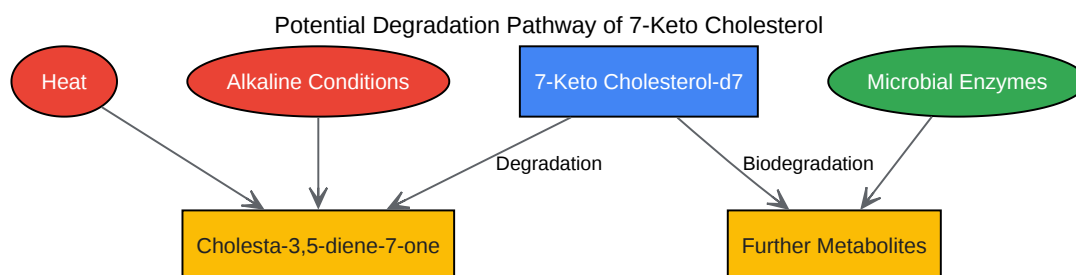 Potential Degradation Pathway of 7-Keto Cholesterol
Heat
Alkaline Conditions
7-Keto Cholesterol-d7
Microbial Enzymes
Degradation
Biodegradation
Cholesta-3,5-diene-7-one
Further Metabolites